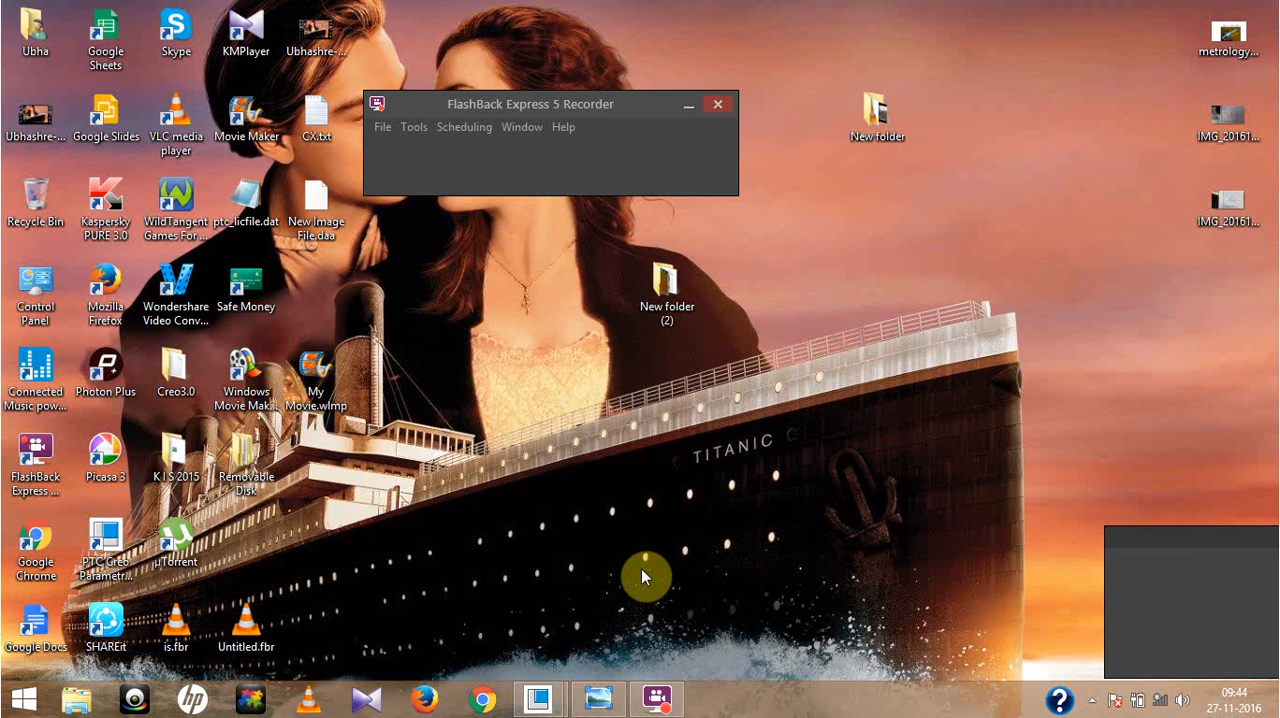 Ubha
Google
Sheets
Skype
KMPlayer
Ubhashre-...
metrology...
FlashBack Express 5 Recorder
File Tools Scheduling Window Help
Ubhashre-...
Google Slides
VLC media
player
Movie Maker
CX.txt
New folder
IMG_20161...
Recycle Bin
Kaspersky
PURE 3.0
WildTangent
Games For ...
ptc_licfile.dat
New Image
File.daa
IMG_20161...
Control
Panel
Mozilla
Firefox
Wondershare
Video Conv...
Safe Money
New folder
(2)
Connected
Music pow...
Photon Plus
Creo3.0
Windows
Movie Mak...
My
Movie.wlmp
TITANIC
FlashBack
Express ...
Picasa 3
K I S 2015
Removable
Disk
Google
Chrome
PTC Creo
Parametr...
µTorrent
Google Docs
SHAREit
is.fbr
Untitled.fbr
hp
?
09:44
27-11-2016